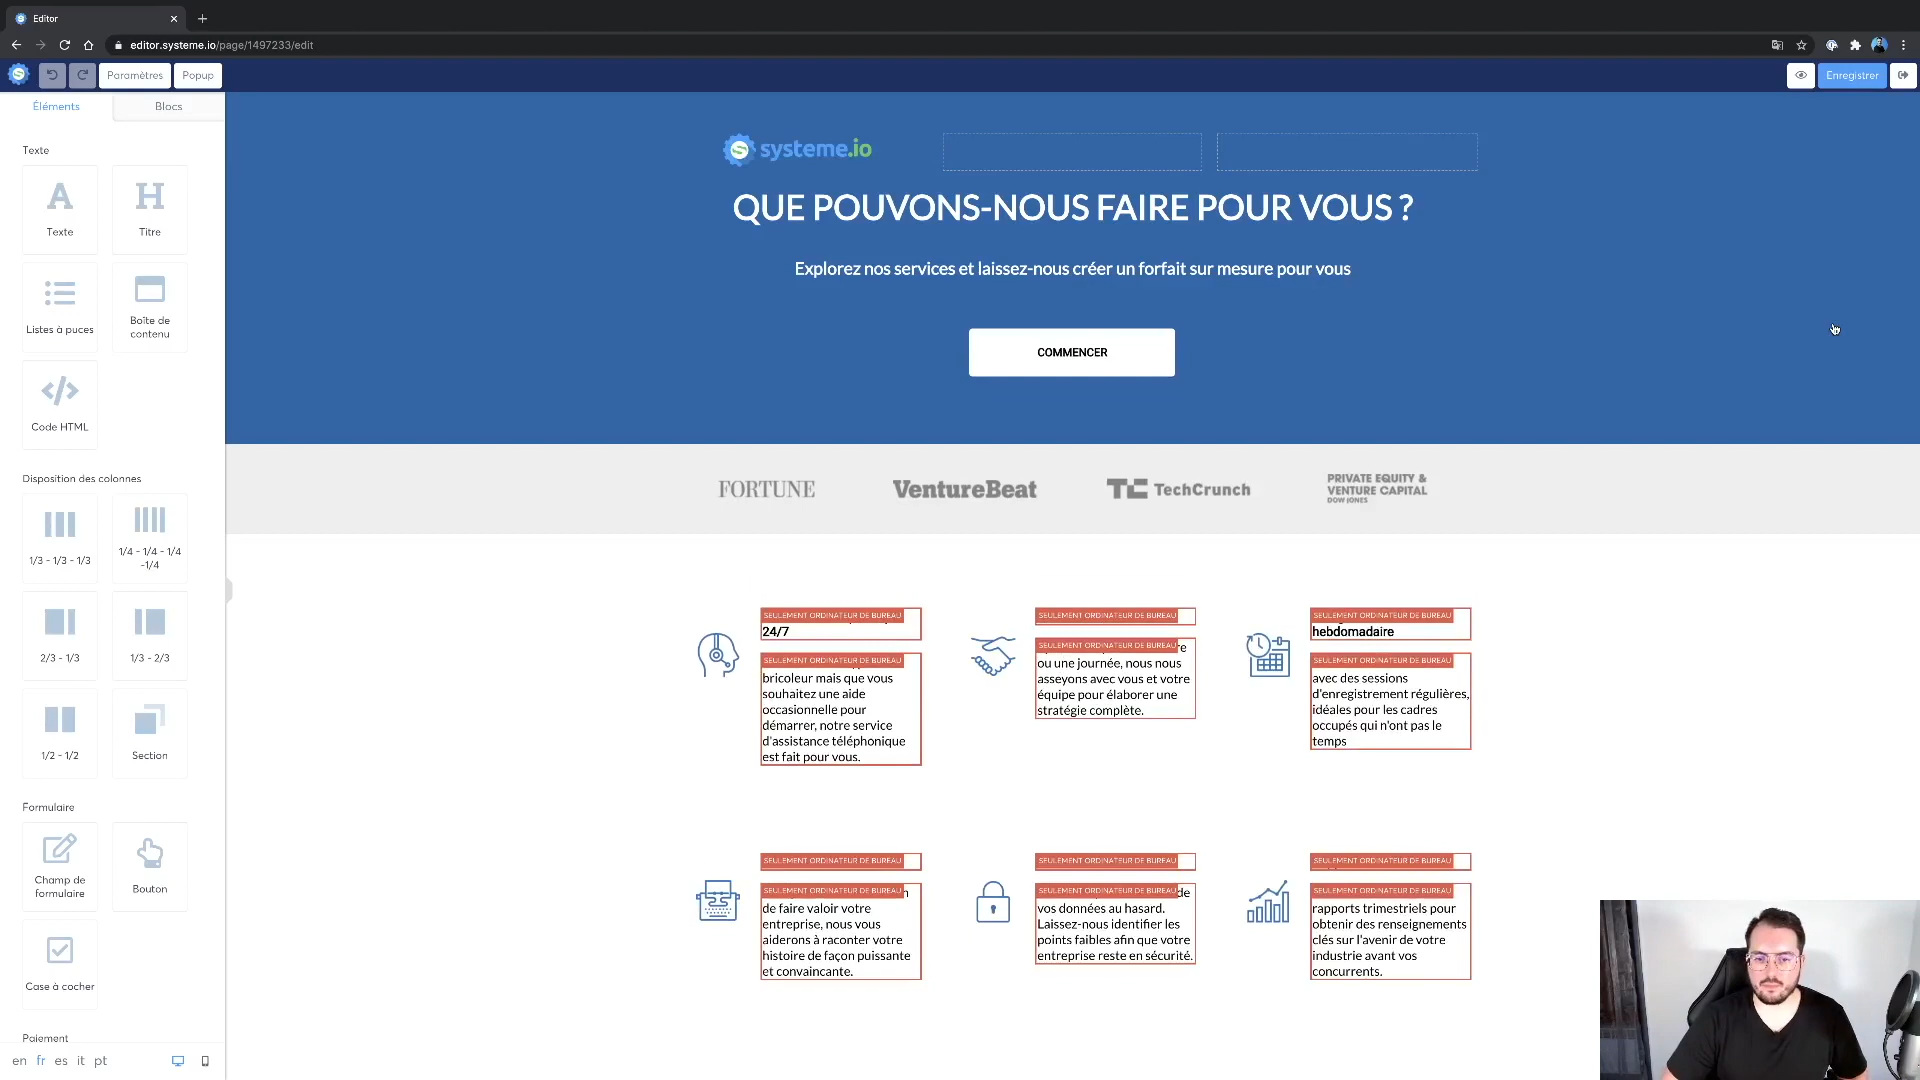 Editor
editor.systeme.io/page/1497233/edit
Paramètres
Popup
Enregistrer
Éléments
Blocs
Texte
Texte
Titre
Listes à puces
Boîte de
contenu
Code HTML
Disposition des colonnes
1/3 - 1/3 - 1/3
1/4 - 1/4 - 1/4
-1/4
2/3 - 1/3
1/3 - 2/3
1/2 - 1/2
Section
Formulaire
Champ de
formulaire
Bouton
Case à cocher
Paiement
en fr es it pt
systeme.io
QUE POUVONS-NOUS FAIRE POUR VOUS ?
Explorez nos services et laissez-nous créer un forfait sur mesure pour vous
COMMENCER
FORTUNE
VentureBeat
TC TechCrunch
PRIVATE EQUITY &
VENTURE CAPITAL
DOW JONES
SEULEMENT ORDINATEUR DE BUREAU
24/7
SEULEMENT ORDINATEUR DE BUREAU
bricoleur mais que vous
souhaitez une aide
occasionnelle pour
démarrer, notre service
d'assistance téléphonique
est fait pour vous.
SEULEMENT ORDINATEUR DE BUREAU
SEULEMENT ORDINATEUR DE BUREAU
ou une journée, nous nous
asseyons avec vous et votre
équipe pour élaborer une
stratégie complète.
SEULEMENT ORDINATEUR DE BUREAU
hebdomadaire
SEULEMENT ORDINATEUR DE BUREAU
avec des sessions
d'enregistrement régulières,
idéales pour les cadres
occupés qui n'ont pas le
temps
SEULEMENT ORDINATEUR DE BUREAU
SEULEMENT ORDINATEUR DE BUREAU
de faire valoir votre
entreprise, nous vous
aiderons à raconter votre
histoire de façon puissante
et convaincante.
SEULEMENT ORDINATEUR DE BUREAU
SEULEMENT ORDINATEUR DE BUREAU
de
vos données au hasard.
Laissez-nous identifier les
points faibles afin que votre
entreprise reste en sécurité.
SEULEMENT ORDINATEUR DE BUREAU
SEULEMENT ORDINATEUR DE BUREAU
rapports trimestriels pour
obtenir des renseignements
clés sur l'avenir de votre
industrie avant vos
concurrents.